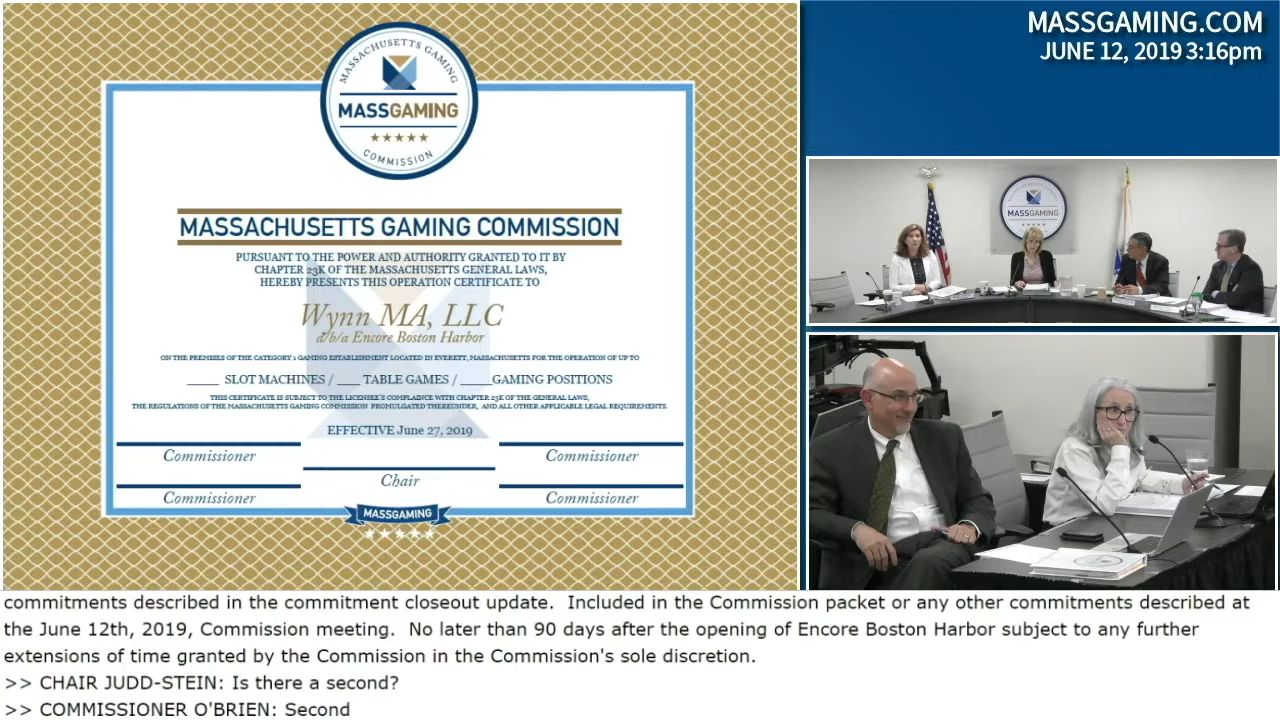 MASSACHUSETTS GAMING
MASSGAMING
COMMISSION
MASSACHUSETTS GAMING COMMISSION
PURSUANT TO THE POWER AND AUTHORITY GRANTED TO IT BY
CHAPTER 23K OF THE MASSACHUSETTS GENERAL LAWS,
HEREBY PRESENTS THIS OPERATION CERTIFICATE TO
Wynn MA, LLC
d/b/a Encore Boston Harbor
ON THE PREMISES OF THE CATEGORY 1 GAMING ESTABLISHMENT LOCATED IN EVERETT, MASSACHUSETTS FOR THE OPERATION OF UP TO
_____ SLOT MACHINES / ____ TABLE GAMES / _____GAMING POSITIONS
THIS CERTIFICATE IS SUBJECT TO THE LICENSEE'S COMPLAINCE WITH CHAPTER 23K OF THE GENERAL LAWS,
THE REGULATIONS OF THE MASSACHUSETTS GAMING COMMISSION PROMULGATED THEREUNDER, AND ALL OTHER APPLICABLE LEGAL REQUIREMENTS.
EFFECTIVE June 27, 2019
Commissioner
Commissioner
Chair
Commissioner
Commissioner
MASSGAMING
MASSGAMING.COM
JUNE 12, 2019 3:16pm
MASSGAMING
commitments described in the commitment closeout update. Included in the Commission packet or any other commitments described at
the June 12th, 2019, Commission meeting. No later than 90 days after the opening of Encore Boston Harbor subject to any further
extensions of time granted by the Commission in the Commission's sole discretion.
>> CHAIR JUDD-STEIN: Is there a second?
>> COMMISSIONER O'BRIEN: Second